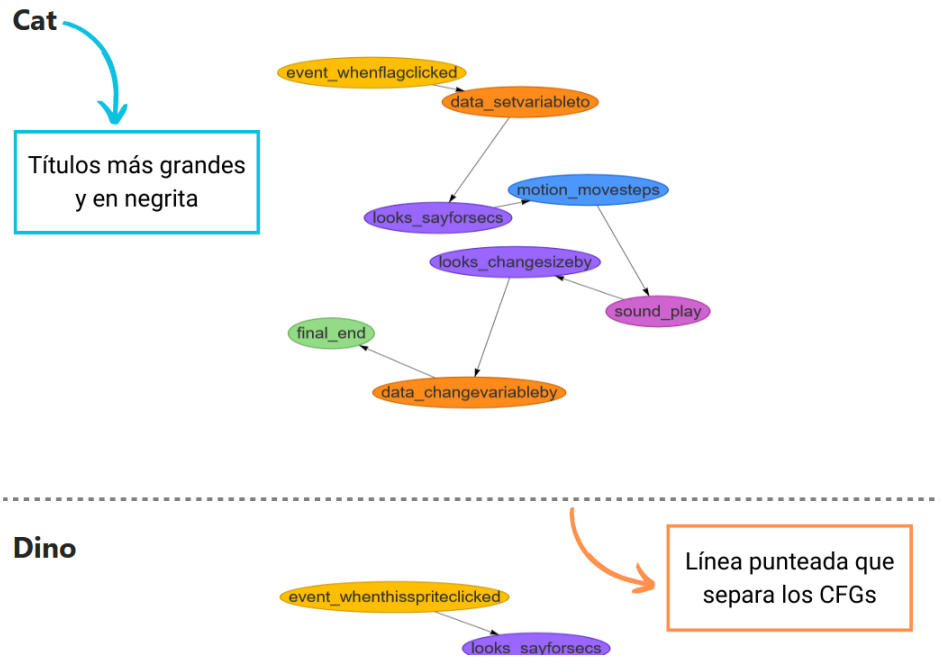 Cat
event_whenflagclicked
data_setvariableto
Títulos más grandes
y en negrita
motion_movesteps
looks_sayforsecs
looks_changesizeby
sound_play
final_end
data_changevariableby
Dino
Línea punteada que
separa los CFGs
event_whenthisspriteclicked
looks_sayforsecs